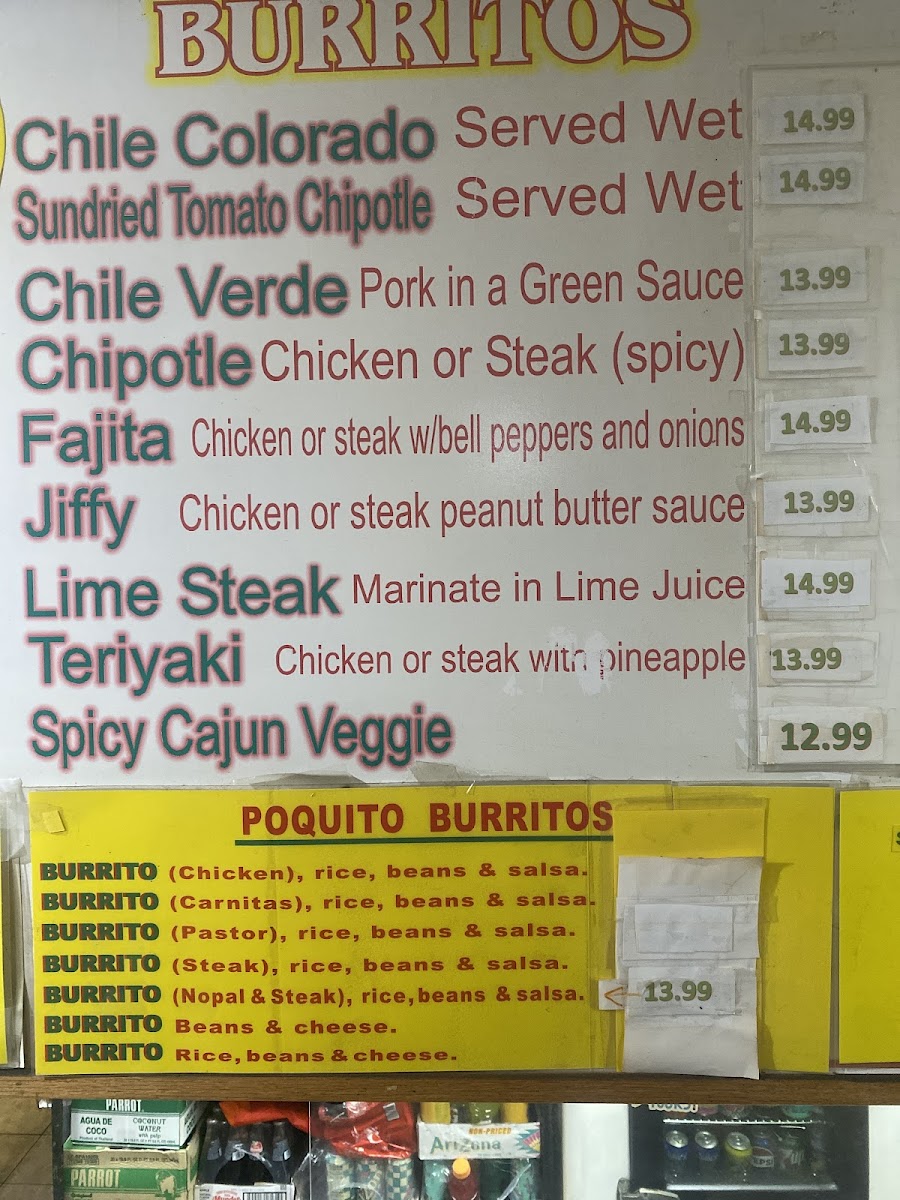 BURRITOS
Chile Colorado Served Wet 14.99
Sundried Tomato Chipotle Served Wet 14.99
Chile Verde Pork in a Green Sauce 13.99
Chipotle Chicken or Steak (spicy) 13.99
Fajita Chicken or steak w/bell peppers and onions 14.99
Jiffy Chicken or steak peanut butter sauce 13.99
Lime Steak Marinate in Lime Juice 14.99
Teriyaki Chicken or steak with pineapple 13.99
Spicy Cajun Veggie 12.99
POQUITO BURRITOS
BURRITO (Chicken), rice, beans & salsa.
BURRITO (Carnitas), rice, beans & salsa.
BURRITO (Pastor), rice, beans & salsa.
BURRITO (Steak), rice, beans & salsa.
BURRITO (Nopal & Steak), rice, beans & salsa. 13.99
BURRITO Beans & cheese.
BURRITO Rice, beans & cheese.
PARROT
AGUA DE COCO
COCONUT WATER
with pulp
PARROT
NON-PRICED
AriZona